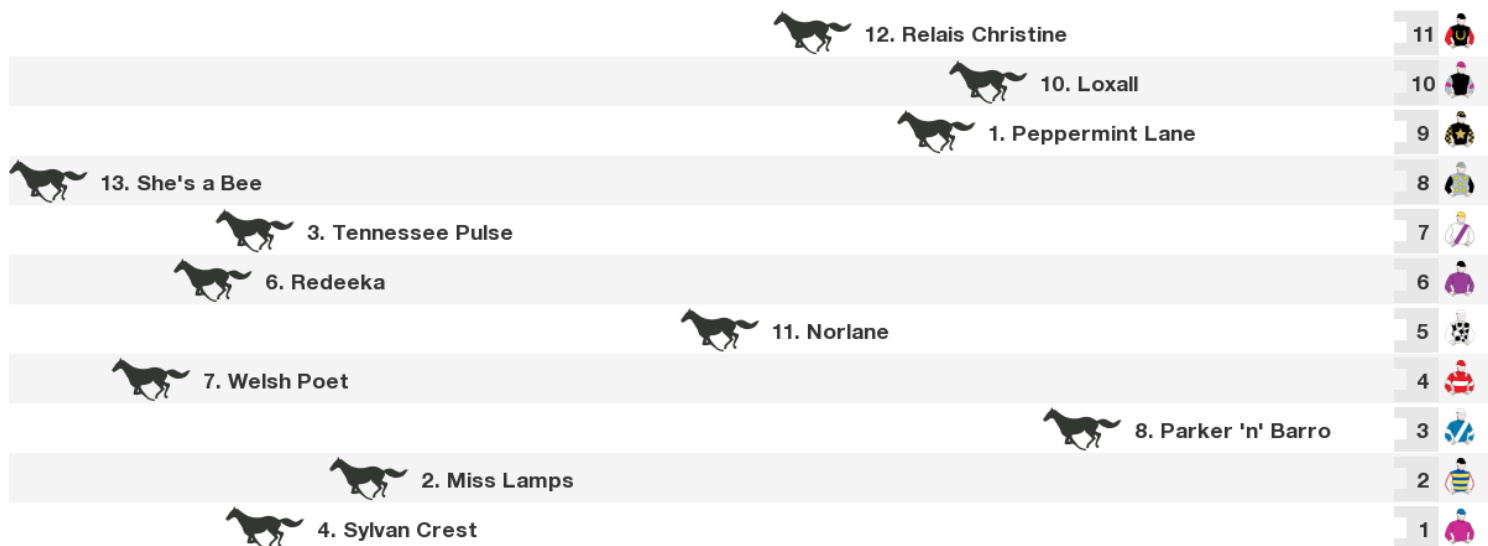 12. Relais Christine 11
10. Loxall 10
1. Peppermint Lane 9
13. She's a Bee 8
3. Tennessee Pulse 7
6. Redeeka 6
11. Norlane 5
7. Welsh Poet 4
8. Parker 'n' Barro 3
2. Miss Lamps 2
4. Sylvan Crest 1